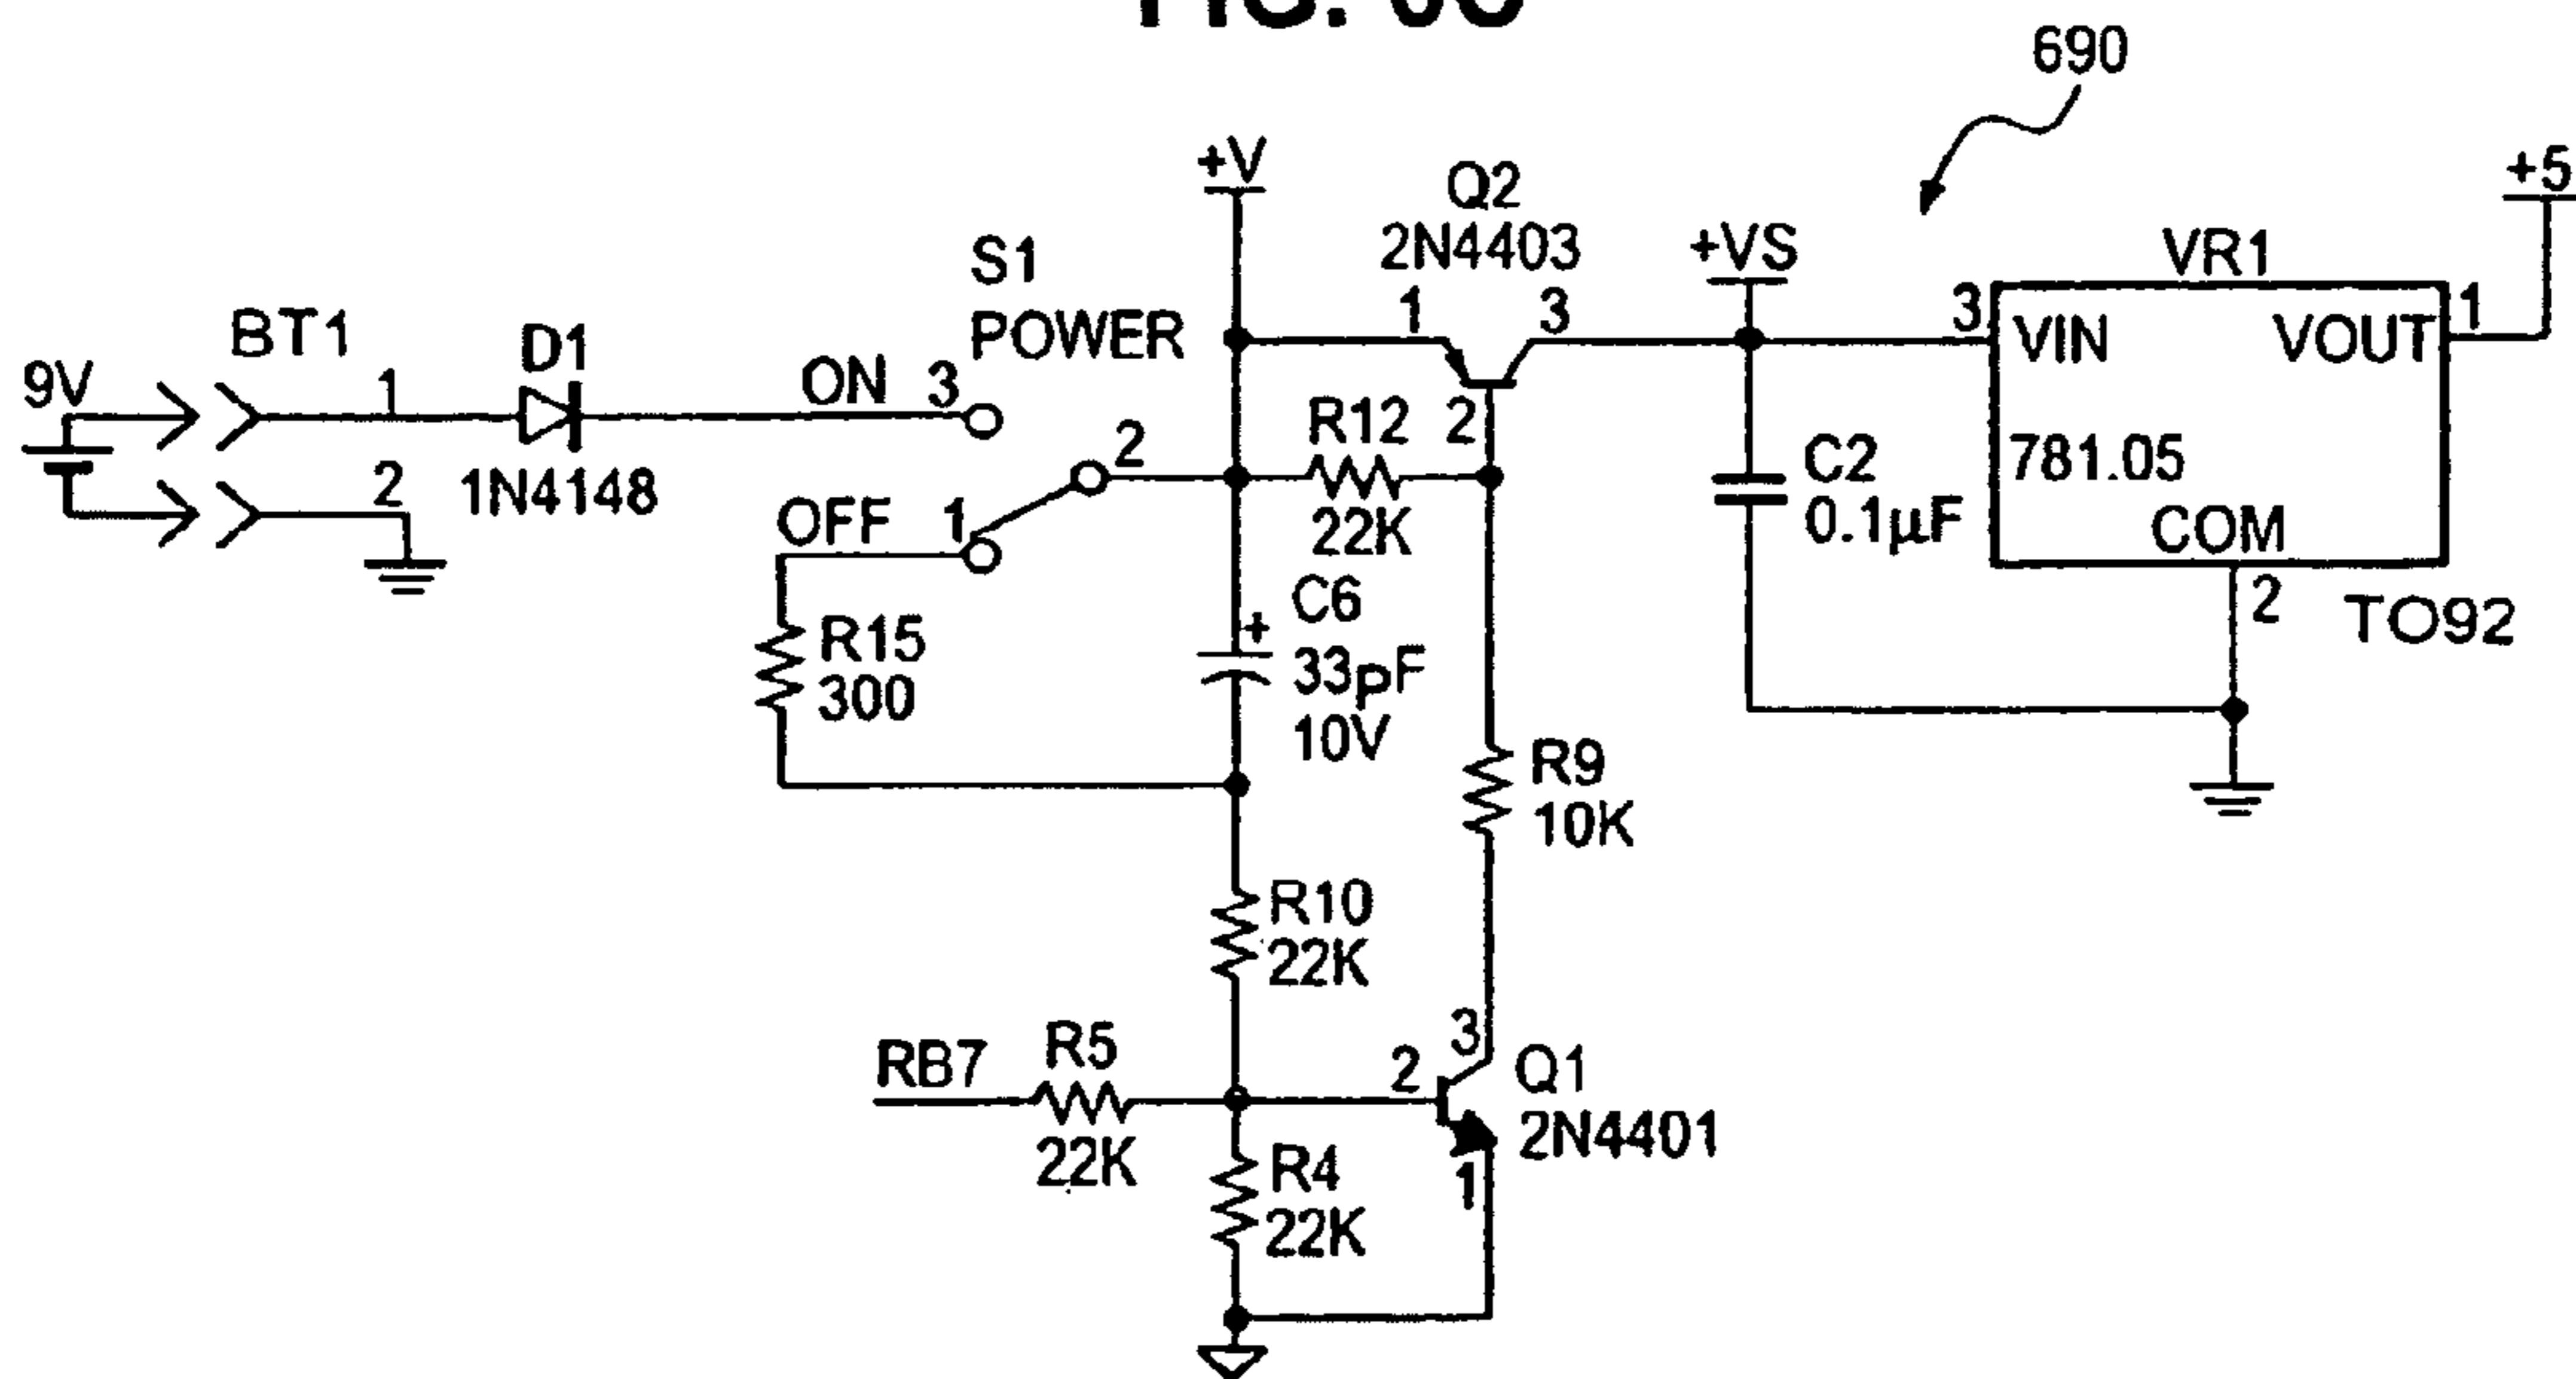 690
+V
Q2
2N4403
+5
S1
POWER
+VS
VR1
BT1
D1
9V
1
ON
3
1
3
3
VIN
VOUT
1
2
1N4148
OFF
1
2
R12
22K
2
C2
0.1µF
781.05
COM
2
TO92
R15
300
+
C6
33pF
10V
R9
10K
R10
22K
RB7
R5
22K
2
3
Q1
2N4401
1
R4
22K